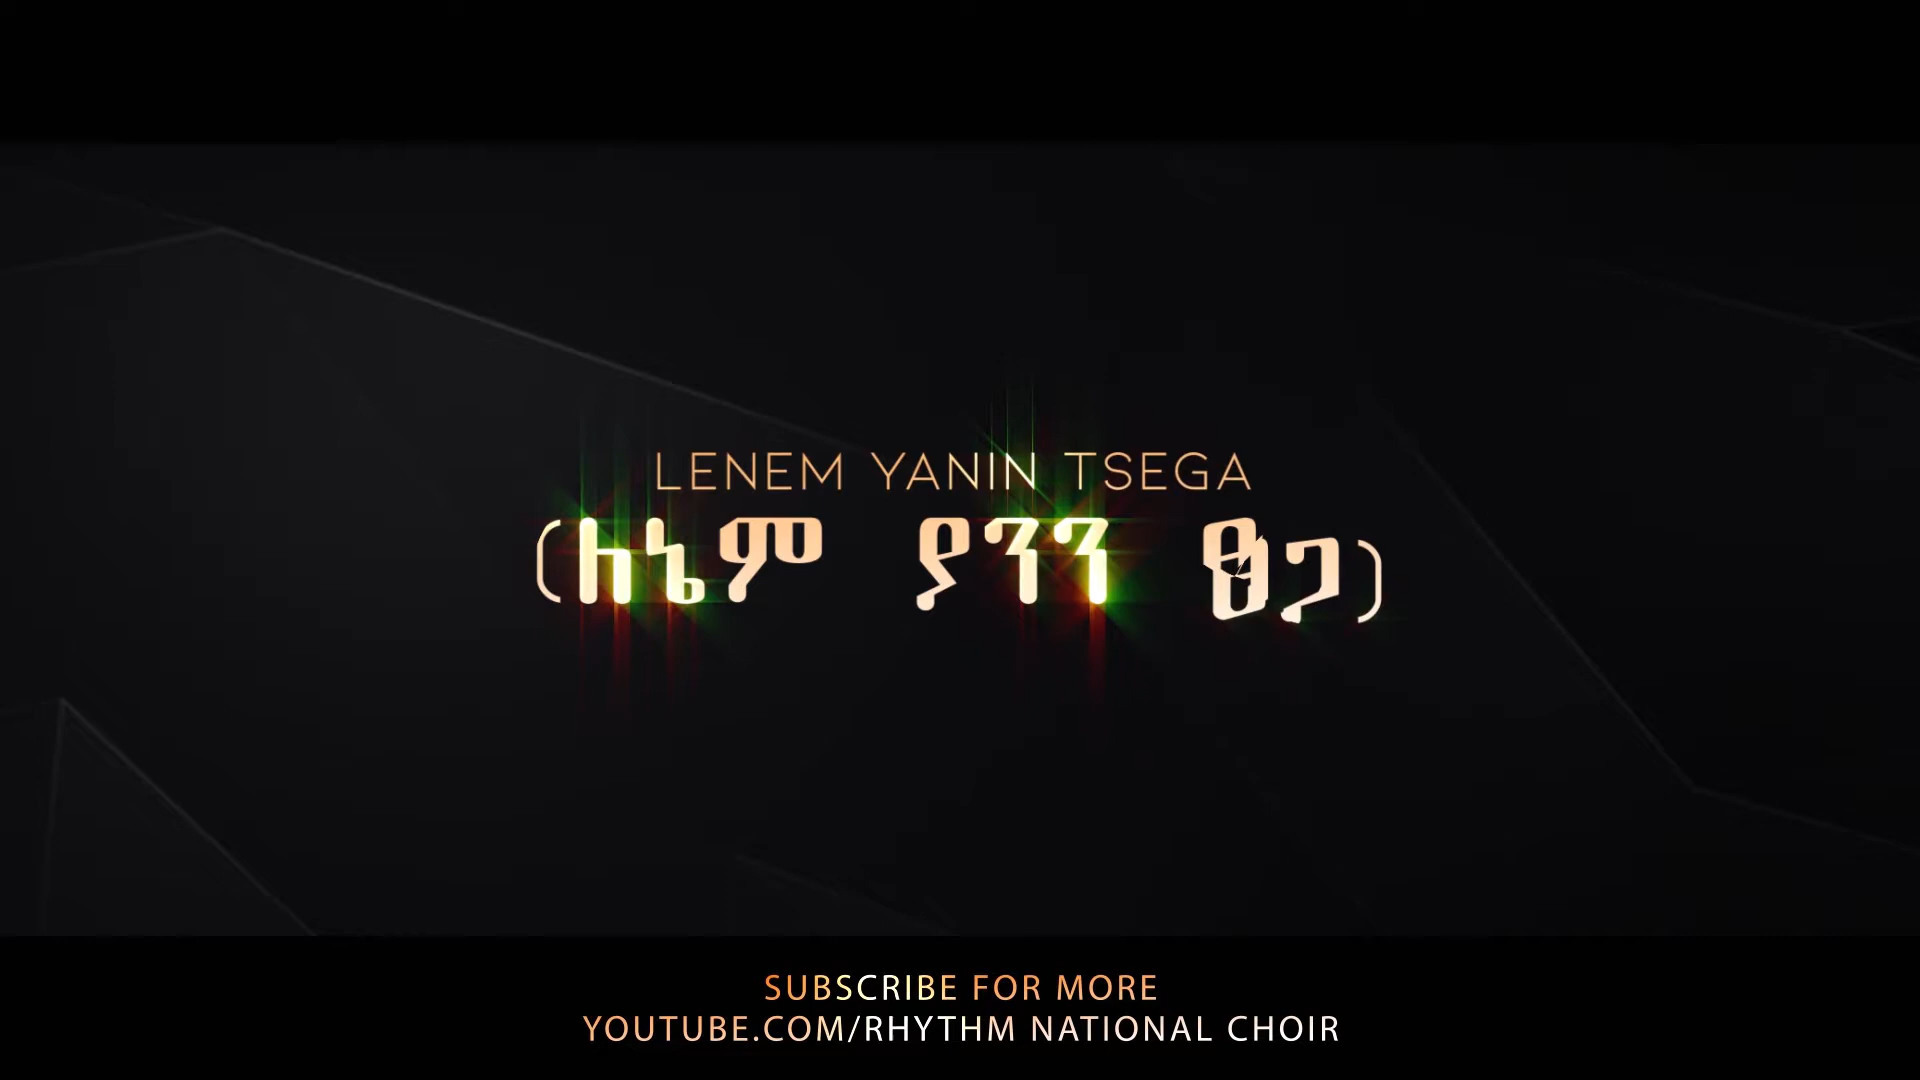 LENEM YANIN TSEGA
(ለኔም ያንን ፀጋ)
SUBSCRIBE FOR MORE
YOUTUBE.COM/RHYTHM NATIONAL CHOIR